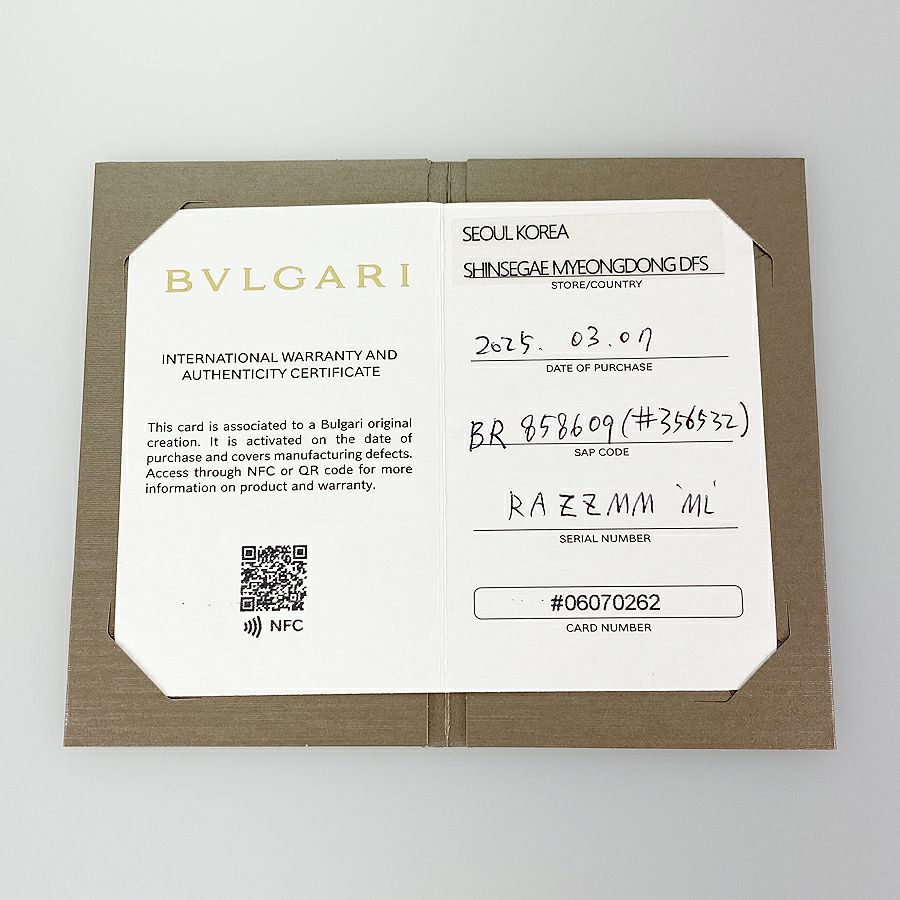 BVLGARI
INTERNATIONAL WARRANTY AND
AUTHENTICITY CERTIFICATE
This card is associated to a Bulgari original
creation. It is activated on the date of
purchase and covers manufacturing defects.
Access through NFC or QR code for more
information on product and warranty.
NFC
SEOUL KOREA
SHINSEGAE MYEONGDONG DFS
STORE/COUNTRY
2025. 03.07
DATE OF PURCHASE
BR 858609 (#356532)
SAP CODE
RAZZMM 'ML'
SERIAL NUMBER
#06070262
CARD NUMBER